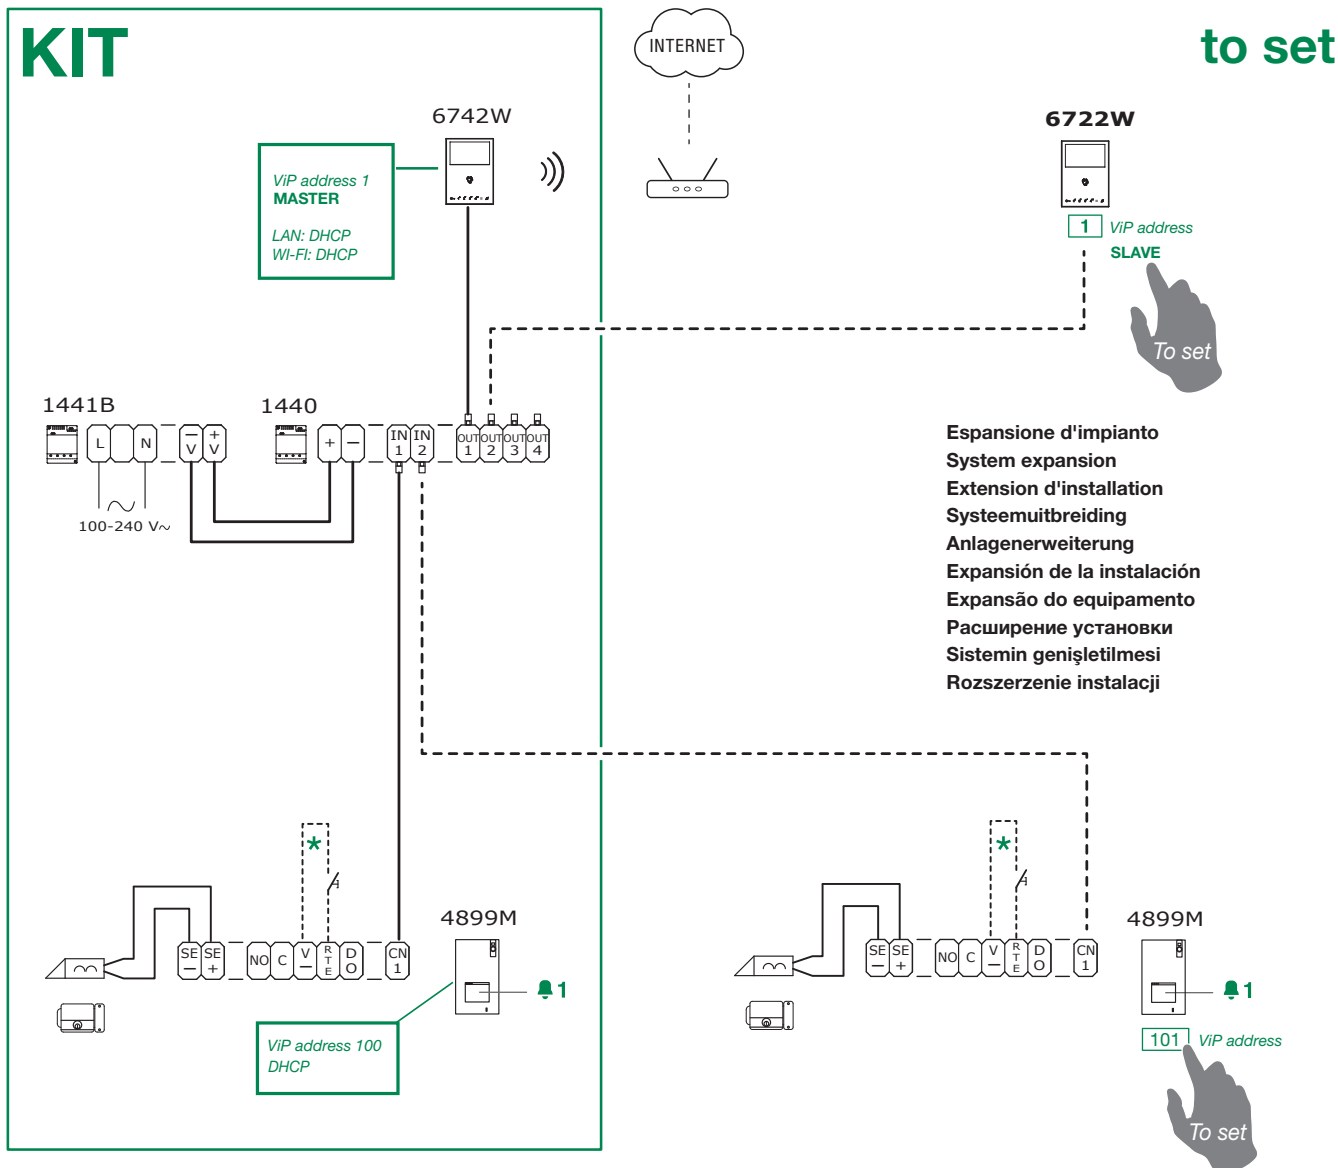 KIT
INTERNET
to set
6742W
6722W
ViP address 1
MASTER
LAN: DHCP
WI-FI: DHCP
1 ViP address
SLAVE
To set
1441B
1440
L N − V + V
+ −
IN 1 IN 2
OUT 1 OUT 2 OUT 3 OUT 4
100-240 V~
Espansione d'impianto
System expansion
Extension d'installation
Systeemuitbreiding
Anlagenerweiterung
Expansión de la instalación
Expansão do equipamento
Расширение установки
Sistemin genişletilmesi
Rozszerzenie instalacji
*
*
4899M
4899M
SE − SE + NO C V − RTE DO CN 1
SE − SE + NO C V − RTE DO CN 1
1
1
ViP address 100
DHCP
101 ViP address
To set